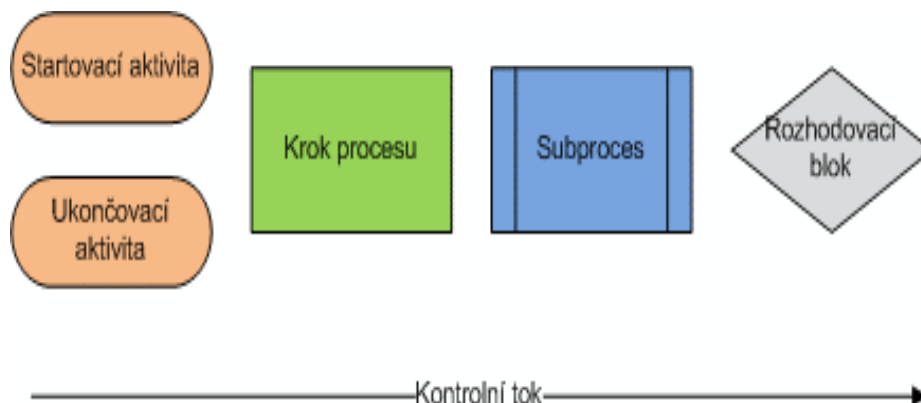 Startovací aktivita
Ukončovací
aktivita
Krok procesu
Subproces
Rozhodovací
blok
Kontrolní tok